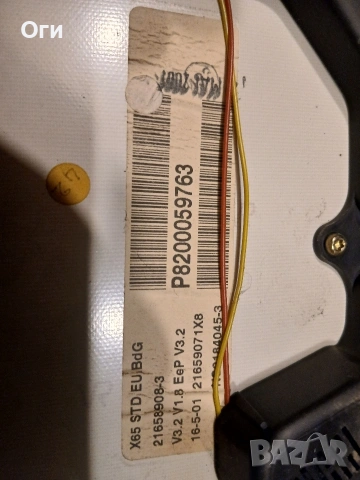 Оги
P8200059763
X65 STD,EU,BdG
21658908-3
V3.2 V1.8 EeP V3.2
16-5-01 21659071X8
BAZAR